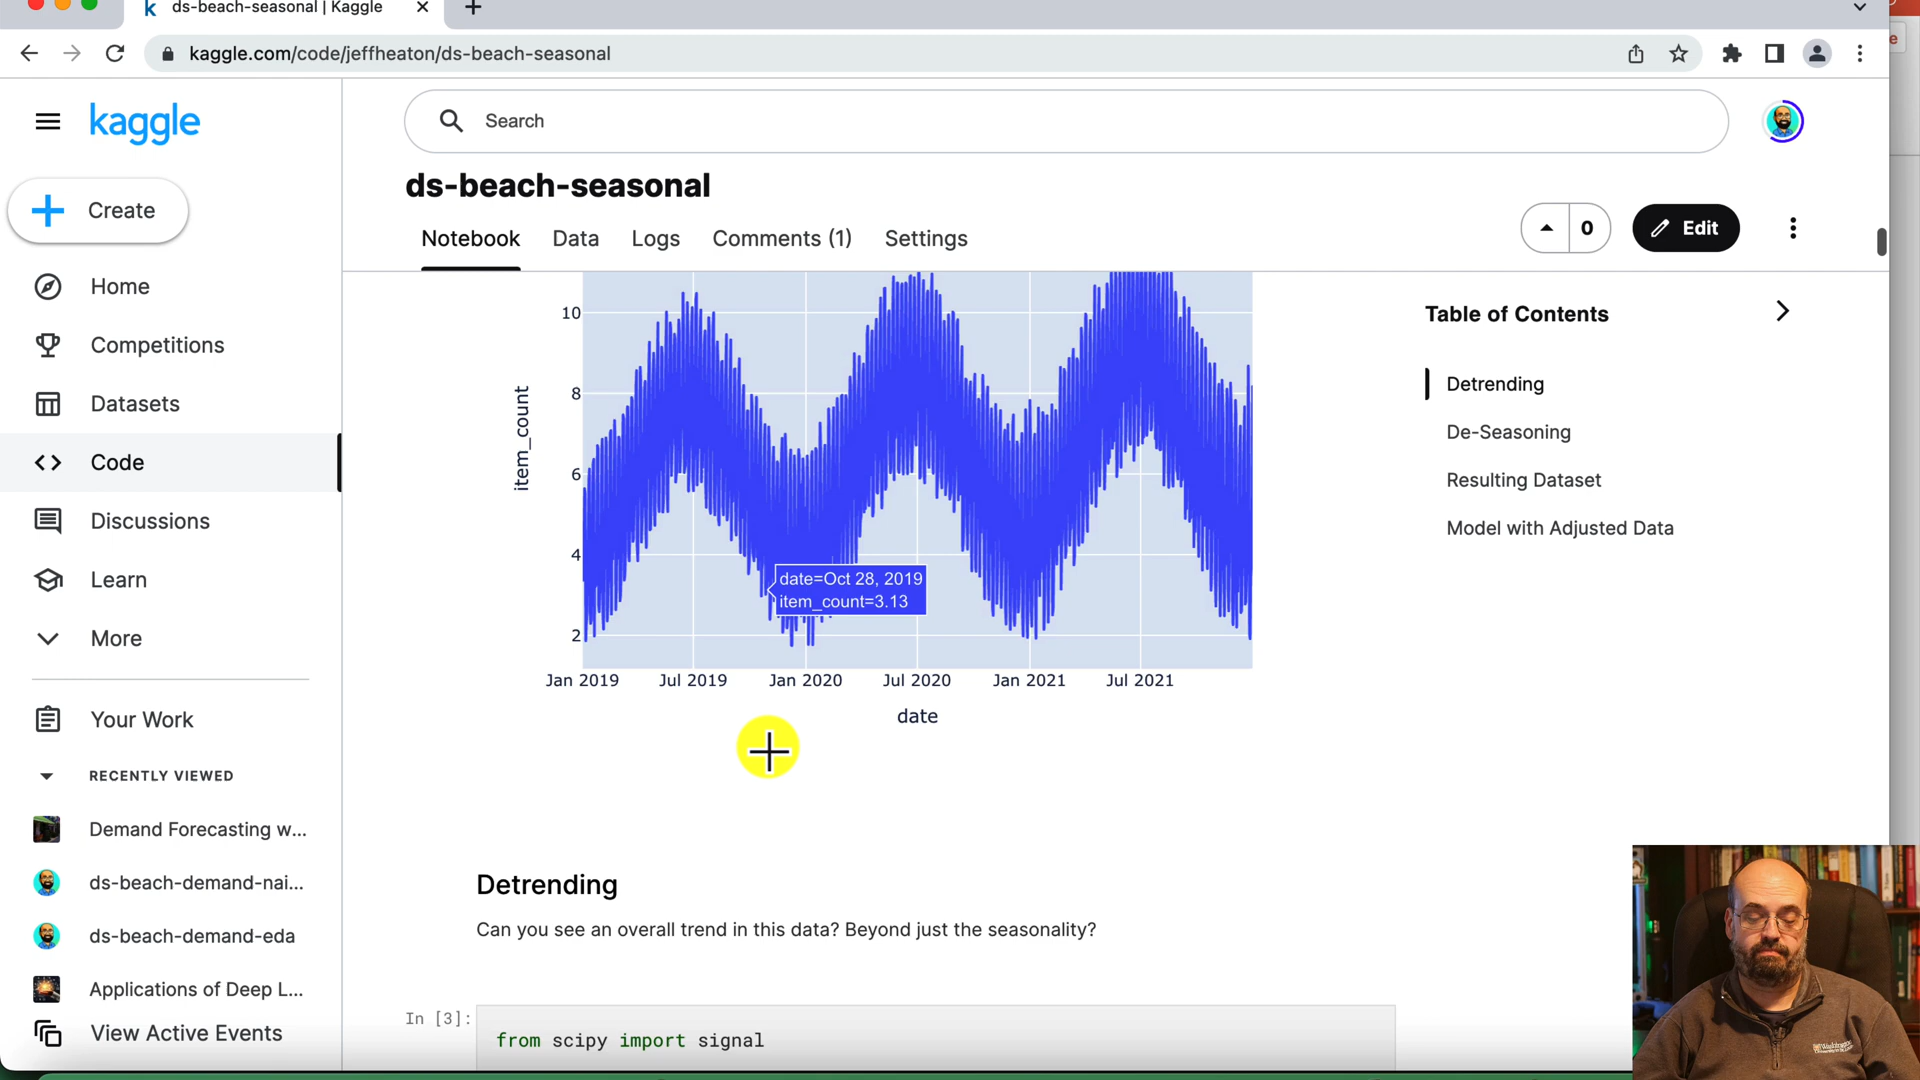 ds-beach-seasonal | Kaggle
kaggle.com/code/jeffheaton/ds-beach-seasonal
kaggle
Search
ds-beach-seasonal
Create
Notebook
Data
Logs
Comments (1)
Settings
0
Edit
Home
Competitions
Datasets
Code
Discussions
Learn
More
Your Work
RECENTLY VIEWED
Demand Forecasting w...
ds-beach-demand-nai...
ds-beach-demand-eda
Applications of Deep L...
View Active Events
10
8
6
4
2
item_count
date=Oct 28, 2019
item_count=3.13
Jan 2019
Jul 2019
Jan 2020
Jul 2020
Jan 2021
Jul 2021
date
Table of Contents
Detrending
De-Seasoning
Resulting Dataset
Model with Adjusted Data
Detrending
Can you see an overall trend in this data? Beyond just the seasonality?
In [3]:
from scipy import signal